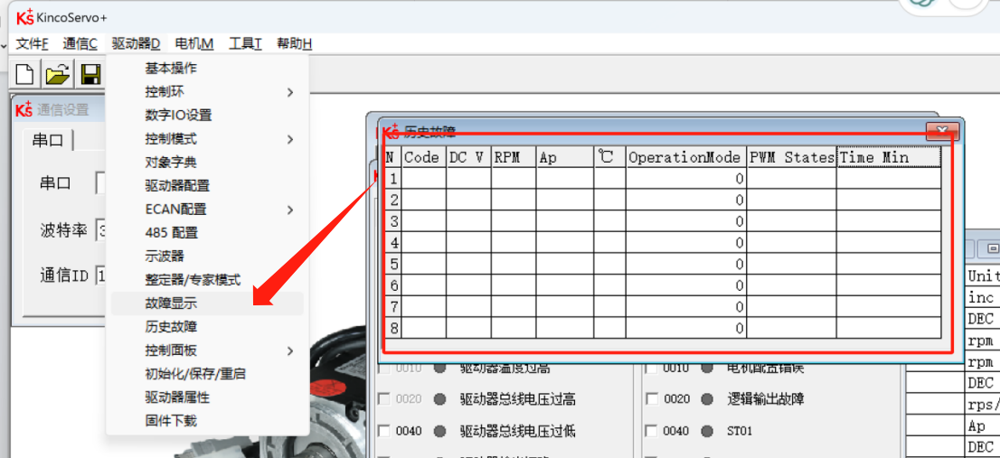 KincoServo+
文件F 通信C 驱动器D 电机M 工具T 帮助H
通信设置
串口
串口
波特率 3
通信ID 1
基本操作
控制环
数字IO设置
控制模式
对象字典
驱动器配置
ECAN配置
485 配置
示波器
整定器/专家模式
故障显示
历史故障
控制面板
初始化/保存/重启
驱动器属性
固件下载
历史故障
N Code DC V RPM Ap ℃ OperationMode PWM States Time Min
1 0
2 0
3 0
4 0
5 0
6 0
7 0
8 0
0010 驱动器温度过高 0010 电机配置错误
0020 驱动器总线电压过高 0020 逻辑输出故障
0040 驱动器总线电压过低 0040 STO1
Unit
inc
DEC
rpm
rpm
DEC
rps/
Ap
DEC